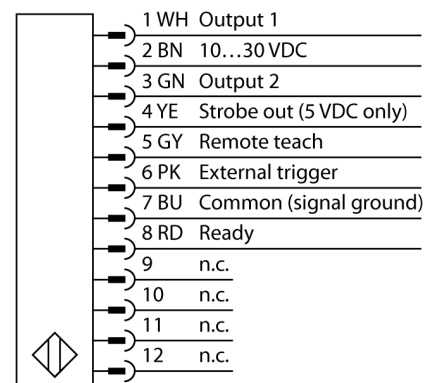 1 WH Output 1
2 BN 10…30 VDC
3 GN Output 2
4 YE Strobe out (5 VDC only)
5 GY Remote teach
6 PK External trigger
7 BU Common (signal ground)
8 RD Ready
9 n.c.
10 n.c.
11 n.c.
12 n.c.